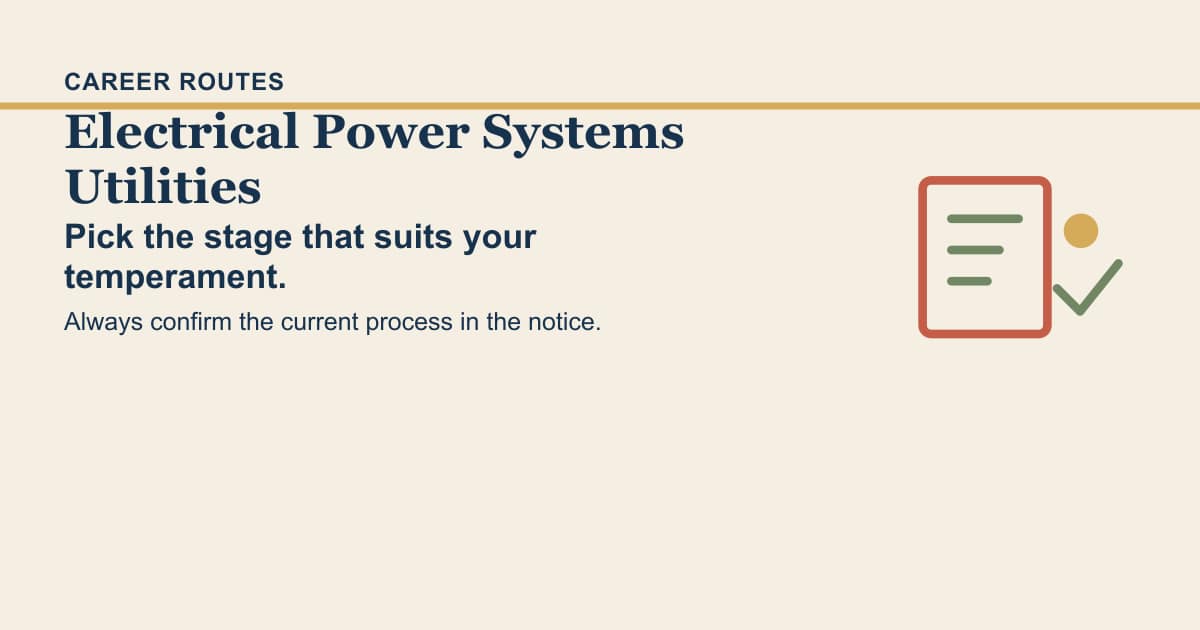 CAREER ROUTES
Electrical Power Systems
Utilities
Pick the stage that suits your
temperament.
Always confirm the current process in the notice.